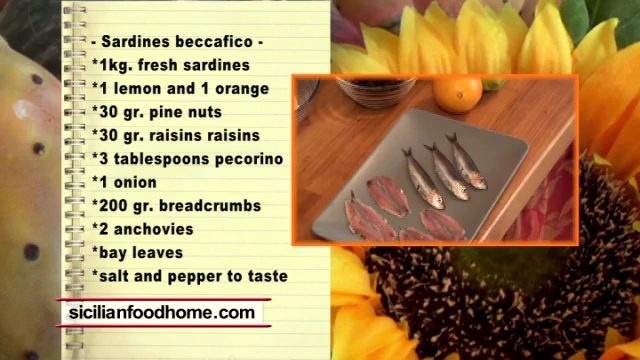 - Sardines beccafico -
*1kg. fresh sardines
*1 lemon and 1 orange
*30 gr. pine nuts
*30 gr. raisins raisins
*3 tablespoons pecorino
*1 onion
*200 gr. breadcrumbs
*2 anchovies
*bay leaves
*salt and pepper to taste
sicilianfoodhome.com